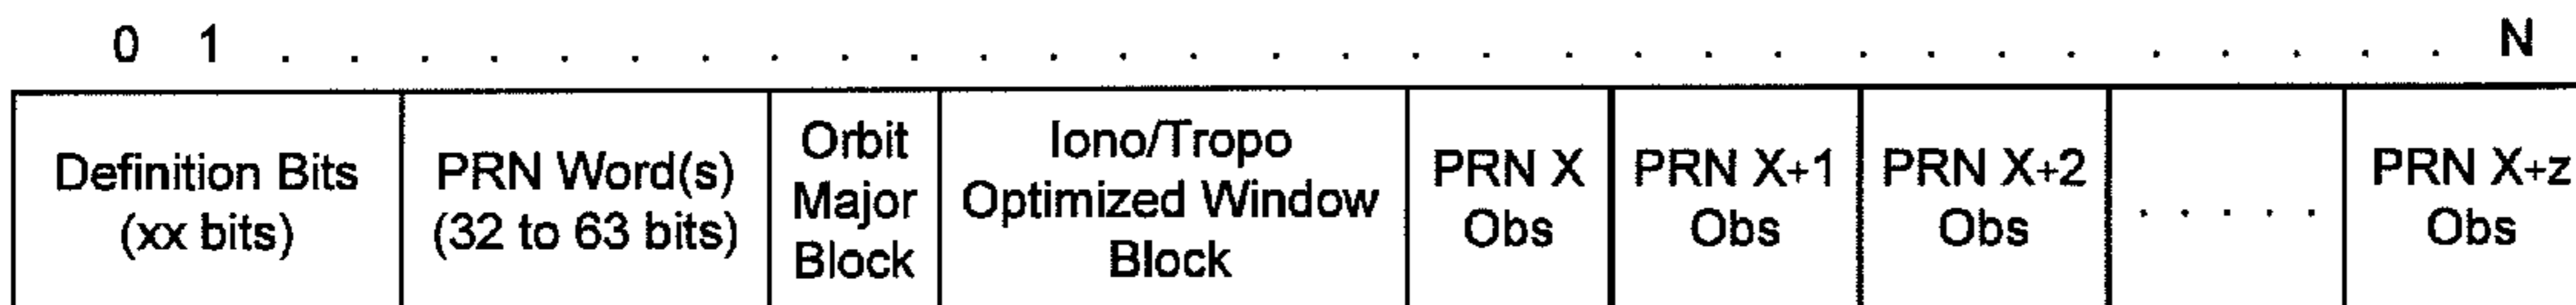 0 1 . . . . . . . . . . . . . . . . . . . . . . . . . . . . . . . N
Definition Bits
(xx bits)
PRN Word(s)
(32 to 63 bits)
Orbit
Major
Block
Iono/Tropo
Optimized Window
Block
PRN X
Obs
PRN X+1
Obs
PRN X+2
Obs
. . . . .
PRN X+z
Obs